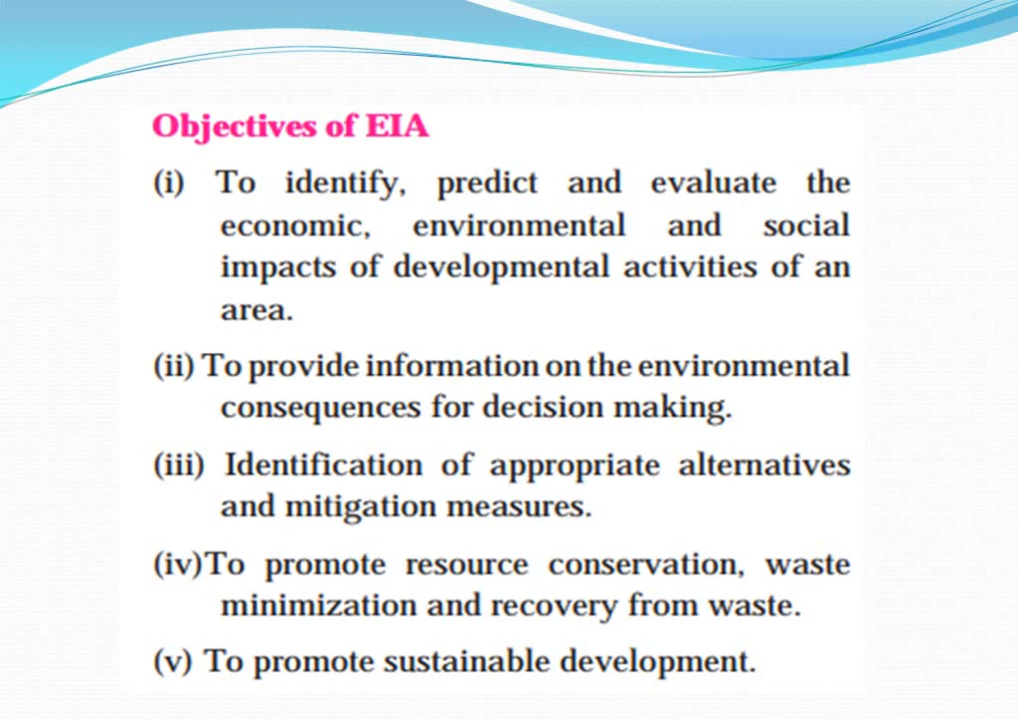 Objectives of EIA
(i) To identify, predict and evaluate the
economic, environmental and social
impacts of developmental activities of an
area.
(ii) To provide information on the environmental
consequences for decision making.
(iii) Identification of appropriate alternatives
and mitigation measures.
(iv)To promote resource conservation, waste
minimization and recovery from waste.
(v) To promote sustainable development.